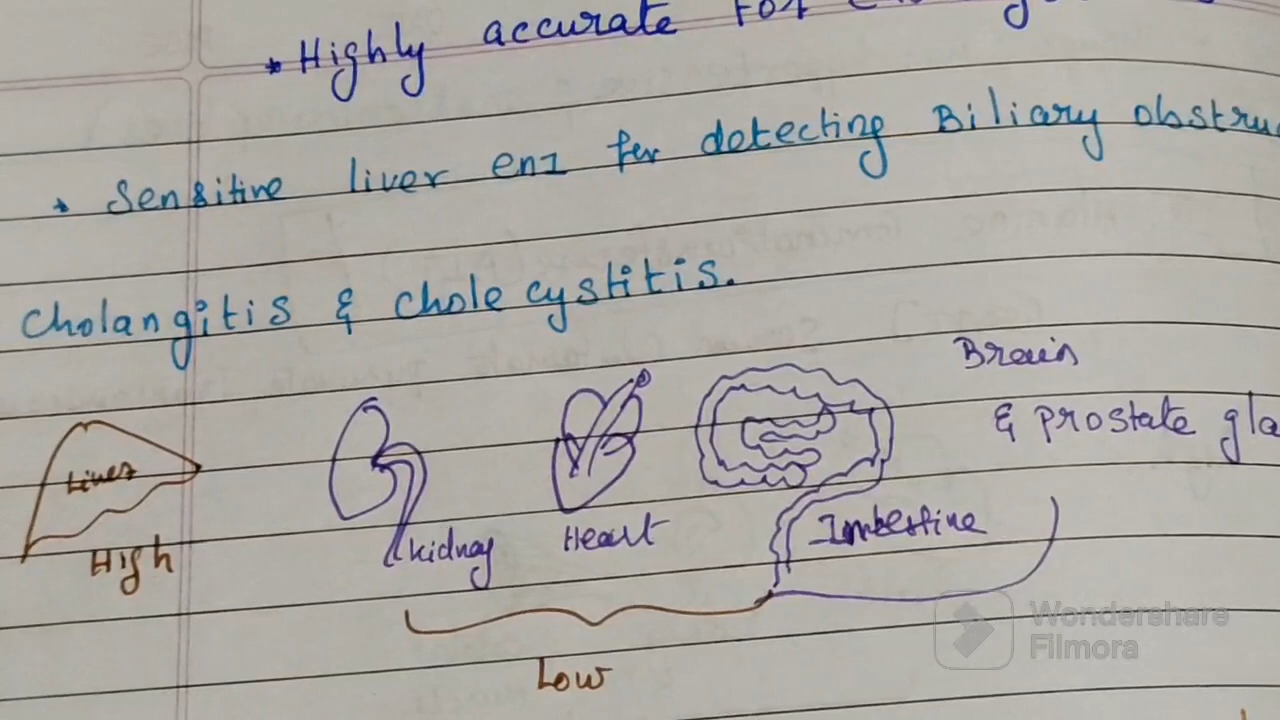 * Highly accurate for
* Sensitive liver enz for detecting Biliary obstru
Cholangitis & cholecystitis.
Brain
& prostate gla
Liver
High
Kidney
Heart
Intestine
Low
Wondershare
Filmora